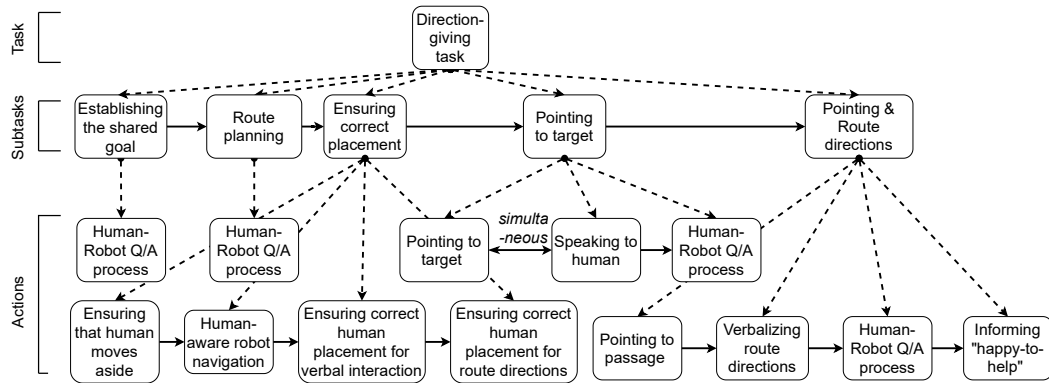 Task
Direction-
giving
task
Subtasks
Establishing
the shared
goal
Route
planning
Ensuring
correct
placement
Pointing
to target
Pointing &
Route
directions
Actions
Human-
Robot Q/A
process
Human-
Robot Q/A
process
Pointing to
target
simulta
-neous
Speaking to
human
Human-
Robot Q/A
process
Ensuring
that human
moves
aside
Human-
aware robot
navigation
Ensuring correct
human
placement for
verbal interaction
Ensuring correct
human
placement for
route directions
Pointing to
passage
Verbalizing
route
directions
Human-
Robot Q/A
process
Informing
"happy-to-
help"